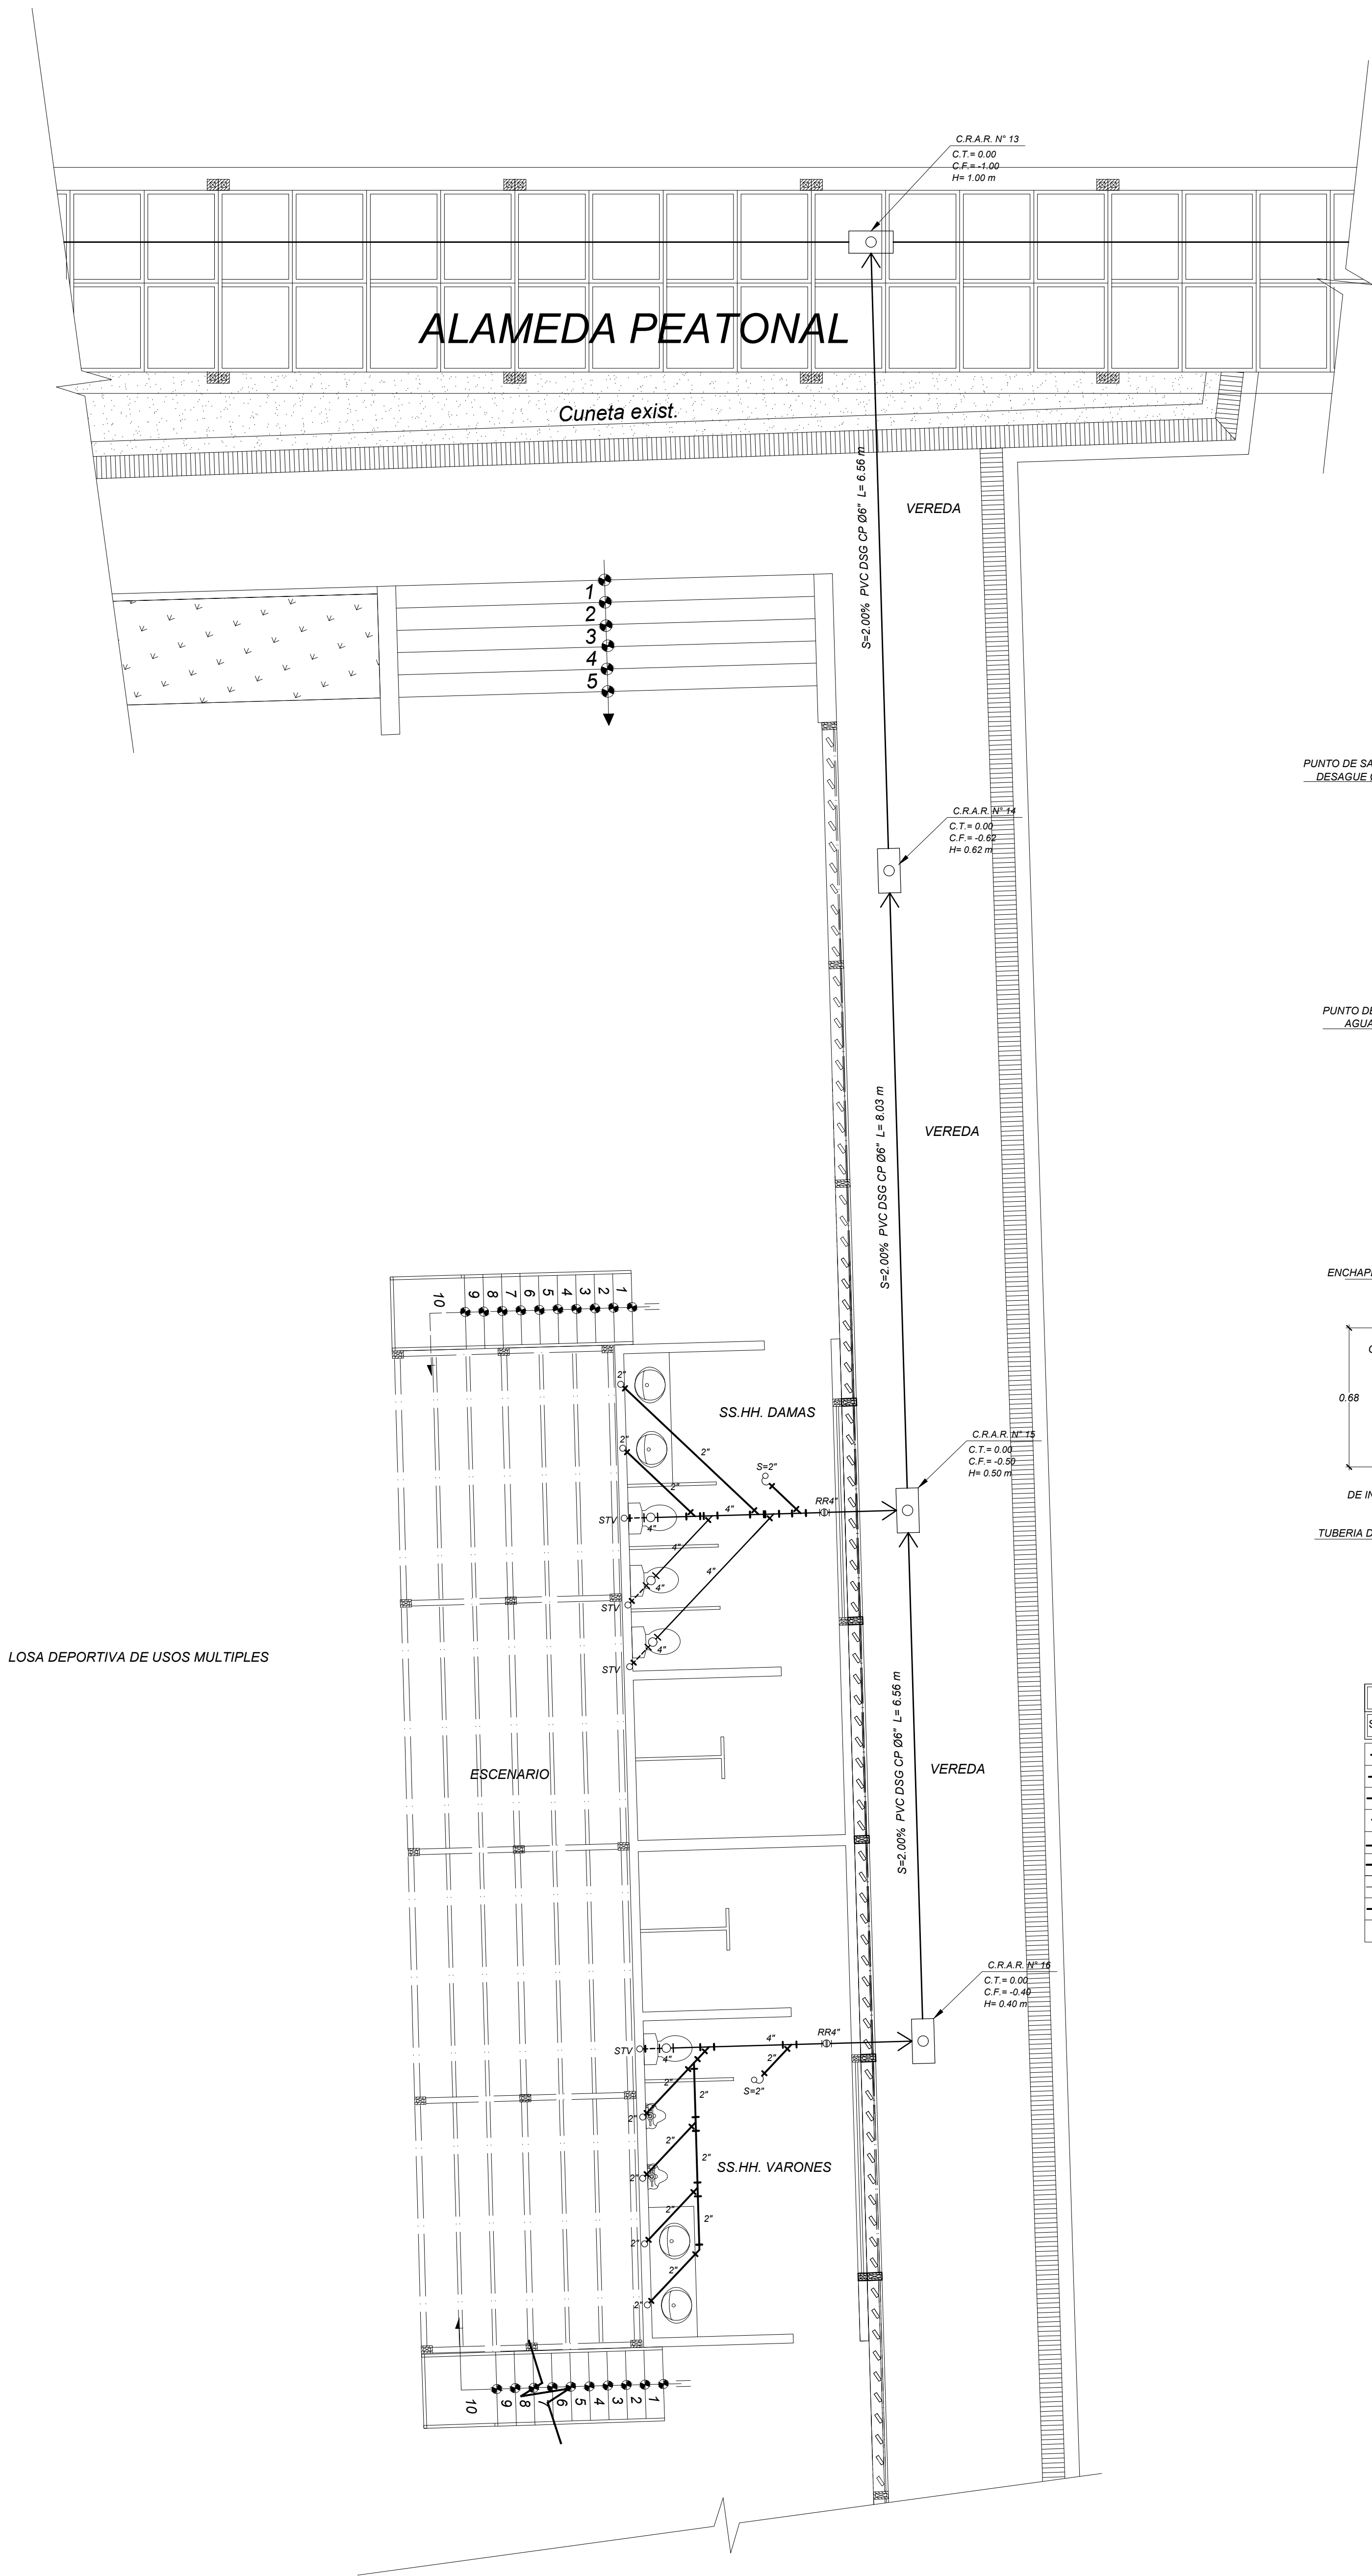 C.R.A.R. N° 13
C.T.= 0.00
C.F.= -1.00
H= 1.00 m
ALAMEDA PEATONAL
Cuneta exist.
S=2.00% PVC DSG CP Ø6" L= 6.56 m
VEREDA
1
2
3
4
5
PUNTO DE
DESAGUE
C.R.A.R. N° 14
C.T.= 0.00
C.F.= -0.62
H= 0.62 m
PUNTO
S=2.00% PVC DSG CP Ø6" L= 8.03 m
VEREDA
10 9 8 7 6 5 4 3 2 1
0.68
2"
SS.HH. DAMAS
2"
2"
S=2"
2"
C.R.A.R. N° 15
C.T.= 0.00
C.F.= -0.50
H= 0.50 m
RR4"
4"
STV
4"
4"
4"
4"
STV
4"
STV
TUBERIA
LOSA DEPORTIVA DE USOS MULTIPLES
S=2.00% PVC DSG CP Ø6" L= 6.56 m
ESCENARIO
VEREDA
C.R.A.R. N° 16
C.T.= 0.00
C.F.= -0.40
H= 0.40 m
RR4"
4"
STV
4"
2"
S=2"
2"
2"
2"
2"
2"
2"
SS.HH. VARONES
2"
2"
2"
2"
2"
10 9 8 7 6 5 4 3 2 1